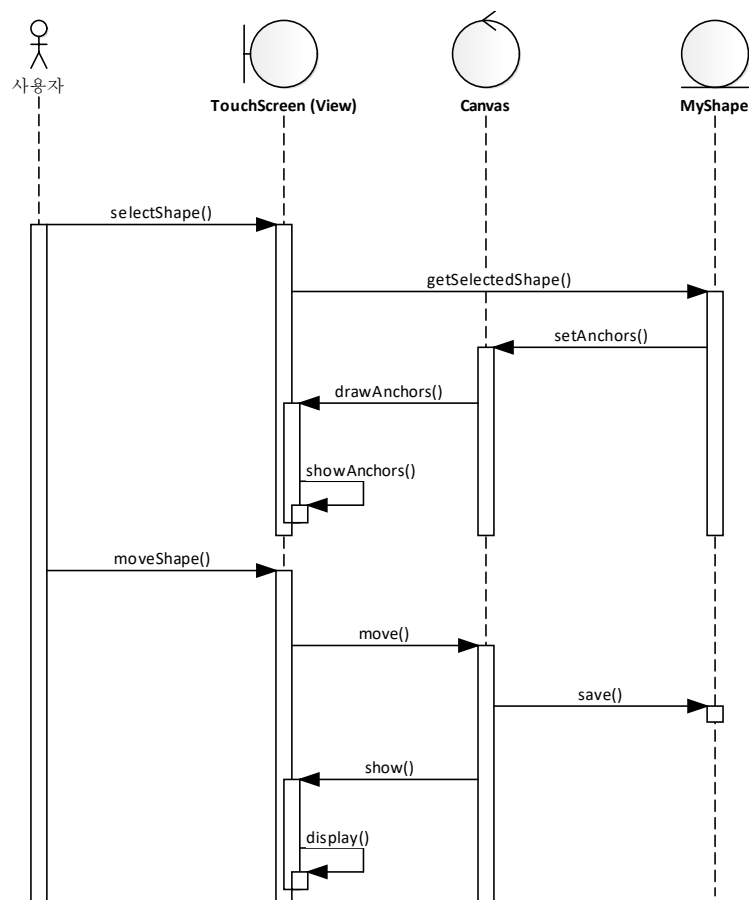 사용자
TouchScreen (View)
Canvas
MyShape
selectShape()
getSelectedShape()
setAnchors()
drawAnchors()
showAnchors()
moveShape()
move()
save()
show()
display()